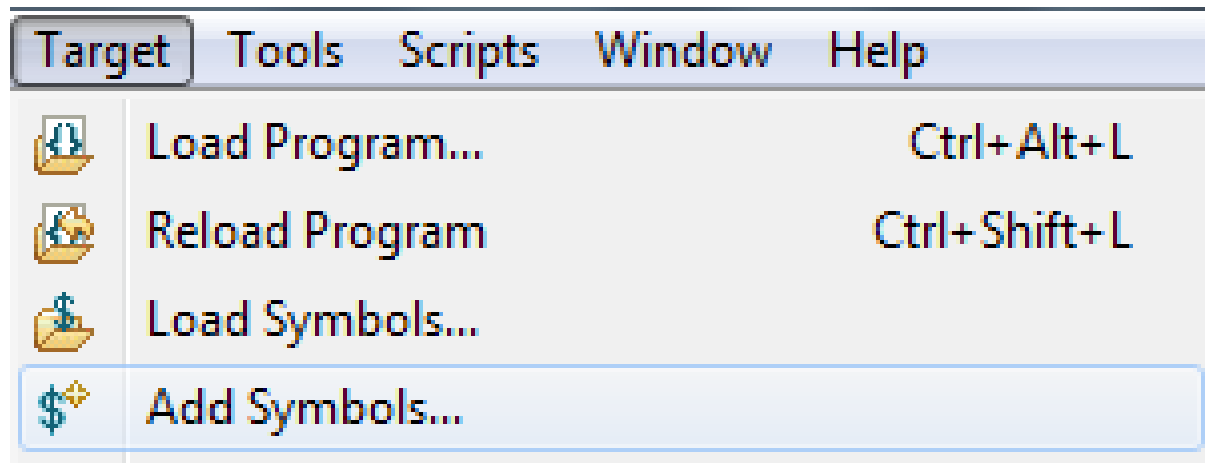 Target Tools Scripts Window Help
Load Program... Ctrl+Alt+L
Reload Program Ctrl+Shift+L
Load Symbols...
Add Symbols...